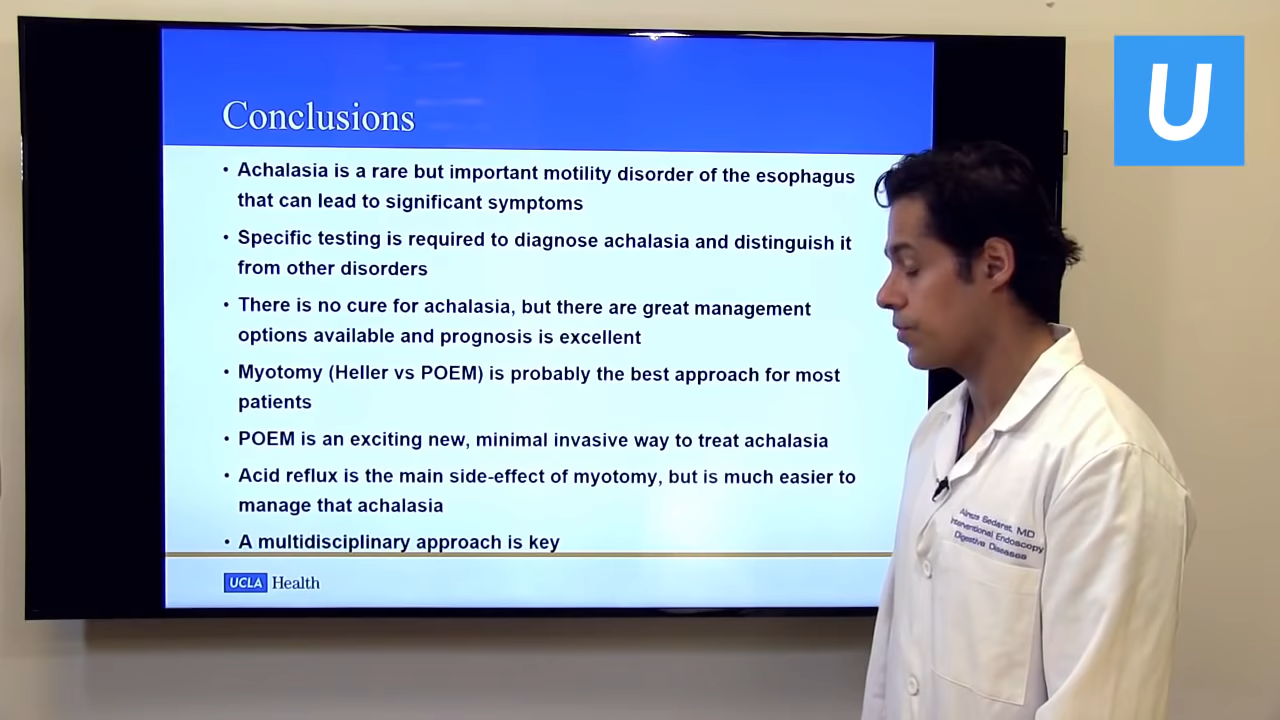 Conclusions
• Achalasia is a rare but important motility disorder of the esophagus
that can lead to significant symptoms
• Specific testing is required to diagnose achalasia and distinguish it
from other disorders
• There is no cure for achalasia, but there are great management
options available and prognosis is excellent
• Myotomy (Heller vs POEM) is probably the best approach for most
patients
• POEM is an exciting new, minimal invasive way to treat achalasia
• Acid reflux is the main side-effect of myotomy, but is much easier to
manage that achalasia
• A multidisciplinary approach is key
UCLA Health
U
MD
Interventional Endoscopy
Digestive Diseases